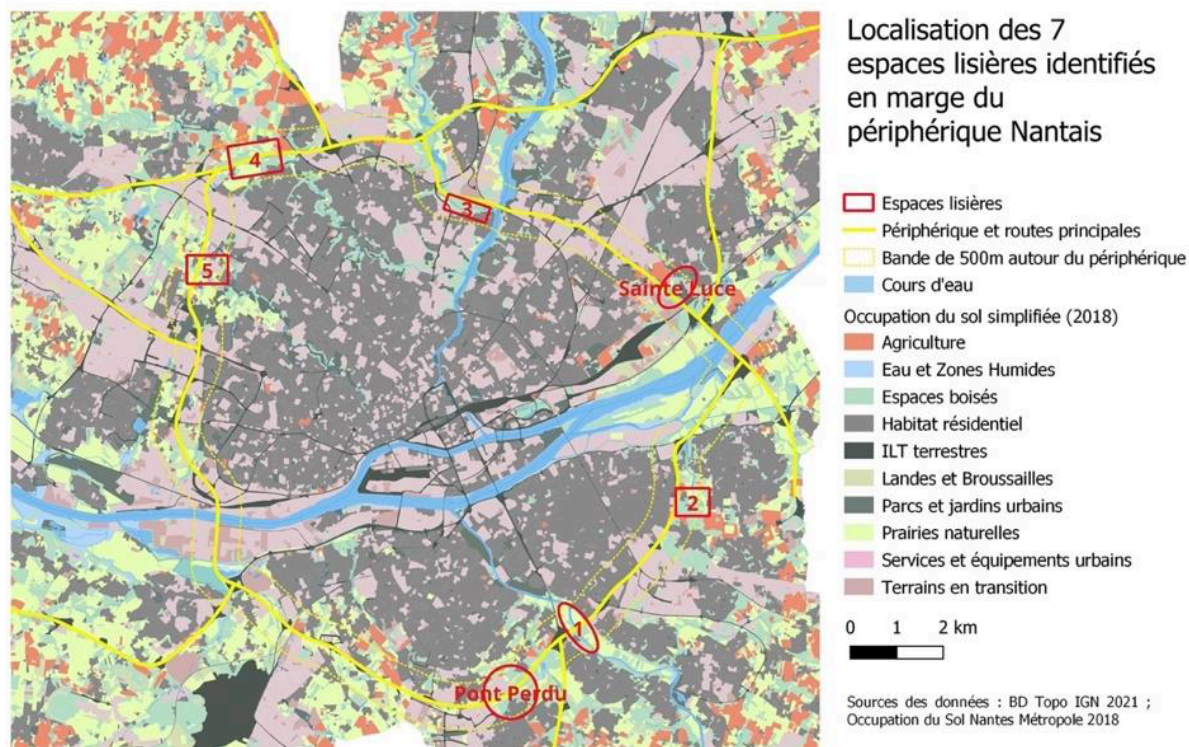 Localisation des 7
espaces lisières identifiés
en marge du
périphérique Nantais
Espaces lisières
Périphérique et routes principales
Bande de 500m autour du périphérique
Cours d'eau
Occupation du sol simplifiée (2018)
Agriculture
Eau et Zones Humides
Espaces boisés
Habitat résidentiel
ILT terrestres
Landes et Broussailles
Parcs et jardins urbains
Prairies naturelles
Services et équipements urbains
Terrains en transition
0 1 2 km
Sources des données : BD Topo IGN 2021 ;
Occupation du Sol Nantes Métropole 2018
4
3
5
Sainte Luce
2
1
Pont Perdu